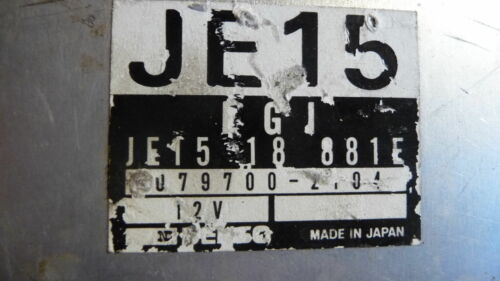 JE15
EGI
JE15 18 881E
079700-2104
12V
MADE IN JAPAN